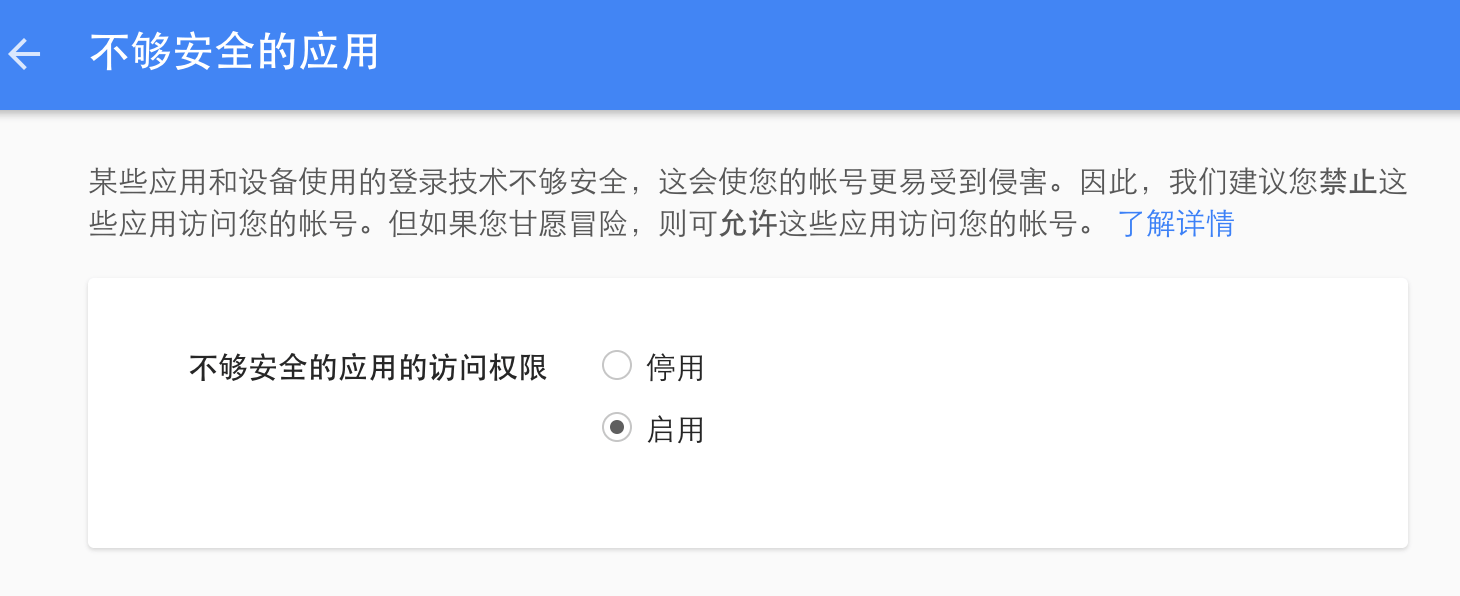 不够安全的应用
某些应用和设备使用的登录技术不够安全，这会使您的帐号更易受到侵害。因此，我们建议您禁止这
些应用访问您的帐号。但如果您甘愿冒险，则可允许这些应用访问您的帐号。 了解详情
不够安全的应用的访问权限
停用
启用